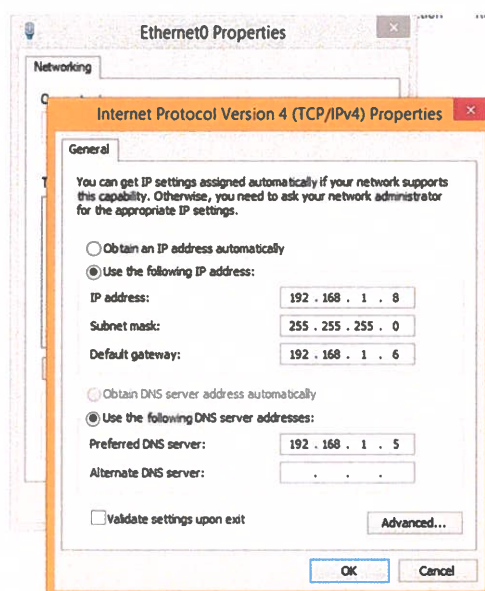 Ethernet0 Properties
Networking
Internet Protocol Version 4 (TCP/IPv4) Properties
General
You can get IP settings assigned automatically if your network supports
this capability. Otherwise, you need to ask your network administrator
for the appropriate IP settings.
Obtain an IP address automatically
Use the following IP address:
IP address: 192 . 168 . 1 . 8
Subnet mask: 255 . 255 . 255 . 0
Default gateway: 192 . 168 . 1 . 6
Obtain DNS server address automatically
Use the following DNS server addresses:
Preferred DNS server: 192 . 168 . 1 . 5
Alternate DNS server: . . .
Validate settings upon exit
Advanced...
OK Cancel